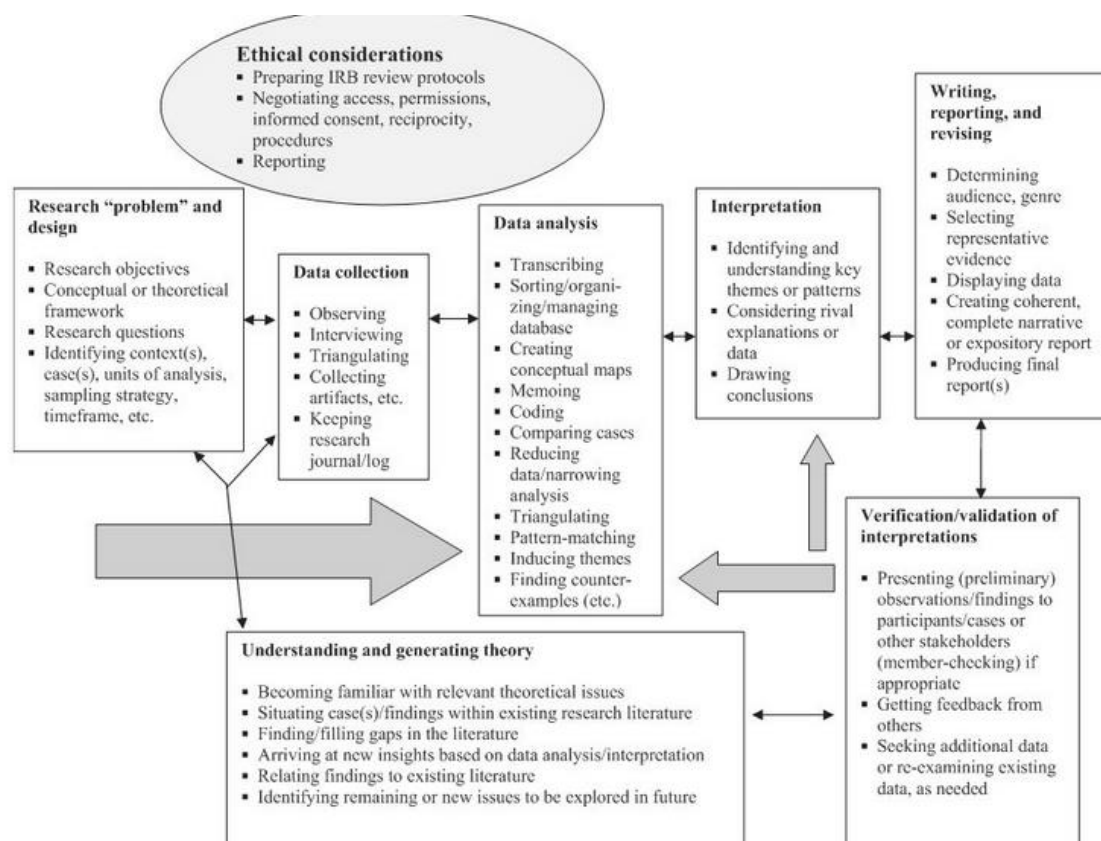 Ethical considerations
▪ Preparing IRB review protocols
▪ Negotiating access, permissions,
informed consent, reciprocity,
procedures
▪ Reporting
Research “problem” and
design
▪ Research objectives
▪ Conceptual or theoretical
framework
▪ Research questions
▪ Identifying context(s),
case(s), units of analysis,
sampling strategy,
timeframe, etc.
Data collection
▪ Observing
▪ Interviewing
▪ Triangulating
▪ Collecting
artifacts, etc.
▪ Keeping
research
journal/log
Data analysis
▪ Transcribing
▪ Sorting/organi-
zing/managing
database
▪ Creating
conceptual maps
▪ Memoing
▪ Coding
▪ Comparing cases
▪ Reducing
data/narrowing
analysis
▪ Triangulating
▪ Pattern-matching
▪ Inducing themes
▪ Finding counter-
examples (etc.)
Interpretation
▪ Identifying and
understanding key
themes or patterns
▪ Considering rival
explanations or
data
▪ Drawing
conclusions
Writing,
reporting, and
revising
▪ Determining
audience, genre
▪ Selecting
representative
evidence
▪ Displaying data
▪ Creating coherent,
complete narrative
or expository report
▪ Producing final
report(s)
Verification/validation of
interpretations
▪ Presenting (preliminary)
observations/findings to
participants/cases or
other stakeholders
(member-checking) if
appropriate
▪ Getting feedback from
others
▪ Seeking additional data
or re-examining existing
data, as needed
Understanding and generating theory
▪ Becoming familiar with relevant theoretical issues
▪ Situating case(s)/findings within existing research literature
▪ Finding/filling gaps in the literature
▪ Arriving at new insights based on data analysis/interpretation
▪ Relating findings to existing literature
▪ Identifying remaining or new issues to be explored in future